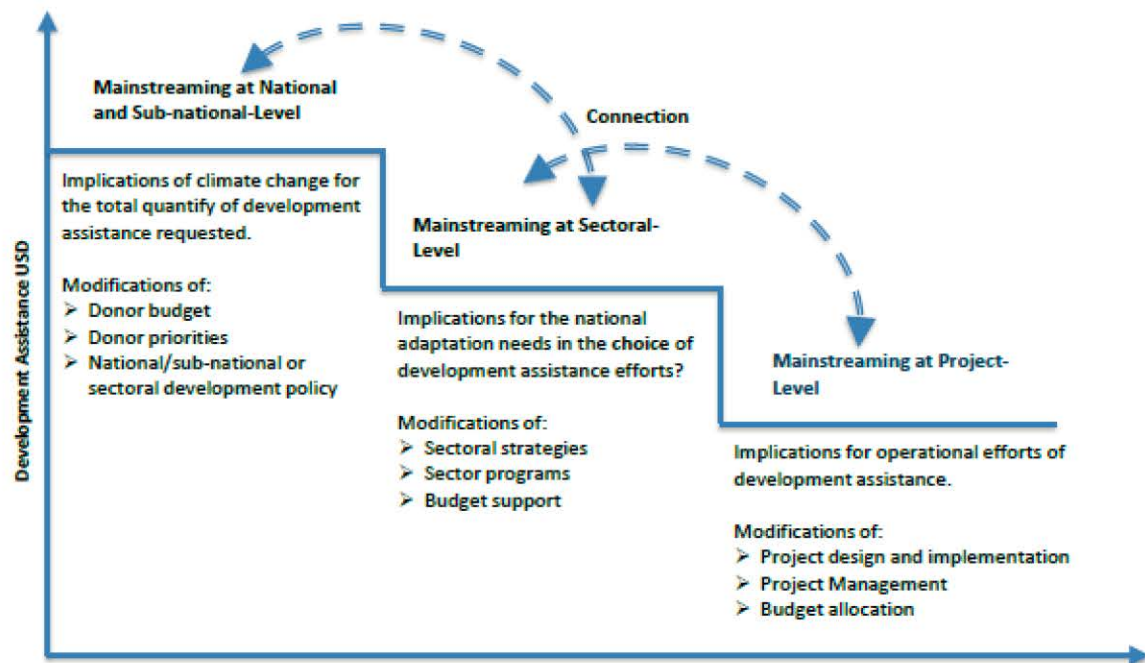 Mainstreaming at National
and Sub-national-Level
Connection
Implications of climate change for
the total quantify of development
assistance requested.
Modifications of:
➢ Donor budget
➢ Donor priorities
➢ National/sub-national or
sectoral development policy
Mainstreaming at Sectoral-
Level
Implications for the national
adaptation needs in the choice of
development assistance efforts?
Modifications of:
➢ Sectoral strategies
➢ Sector programs
➢ Budget support
Mainstreaming at Project-
Level
Implications for operational efforts of
development assistance.
Modifications of:
➢ Project design and implementation
➢ Project Management
➢ Budget allocation
Development Assistance USD